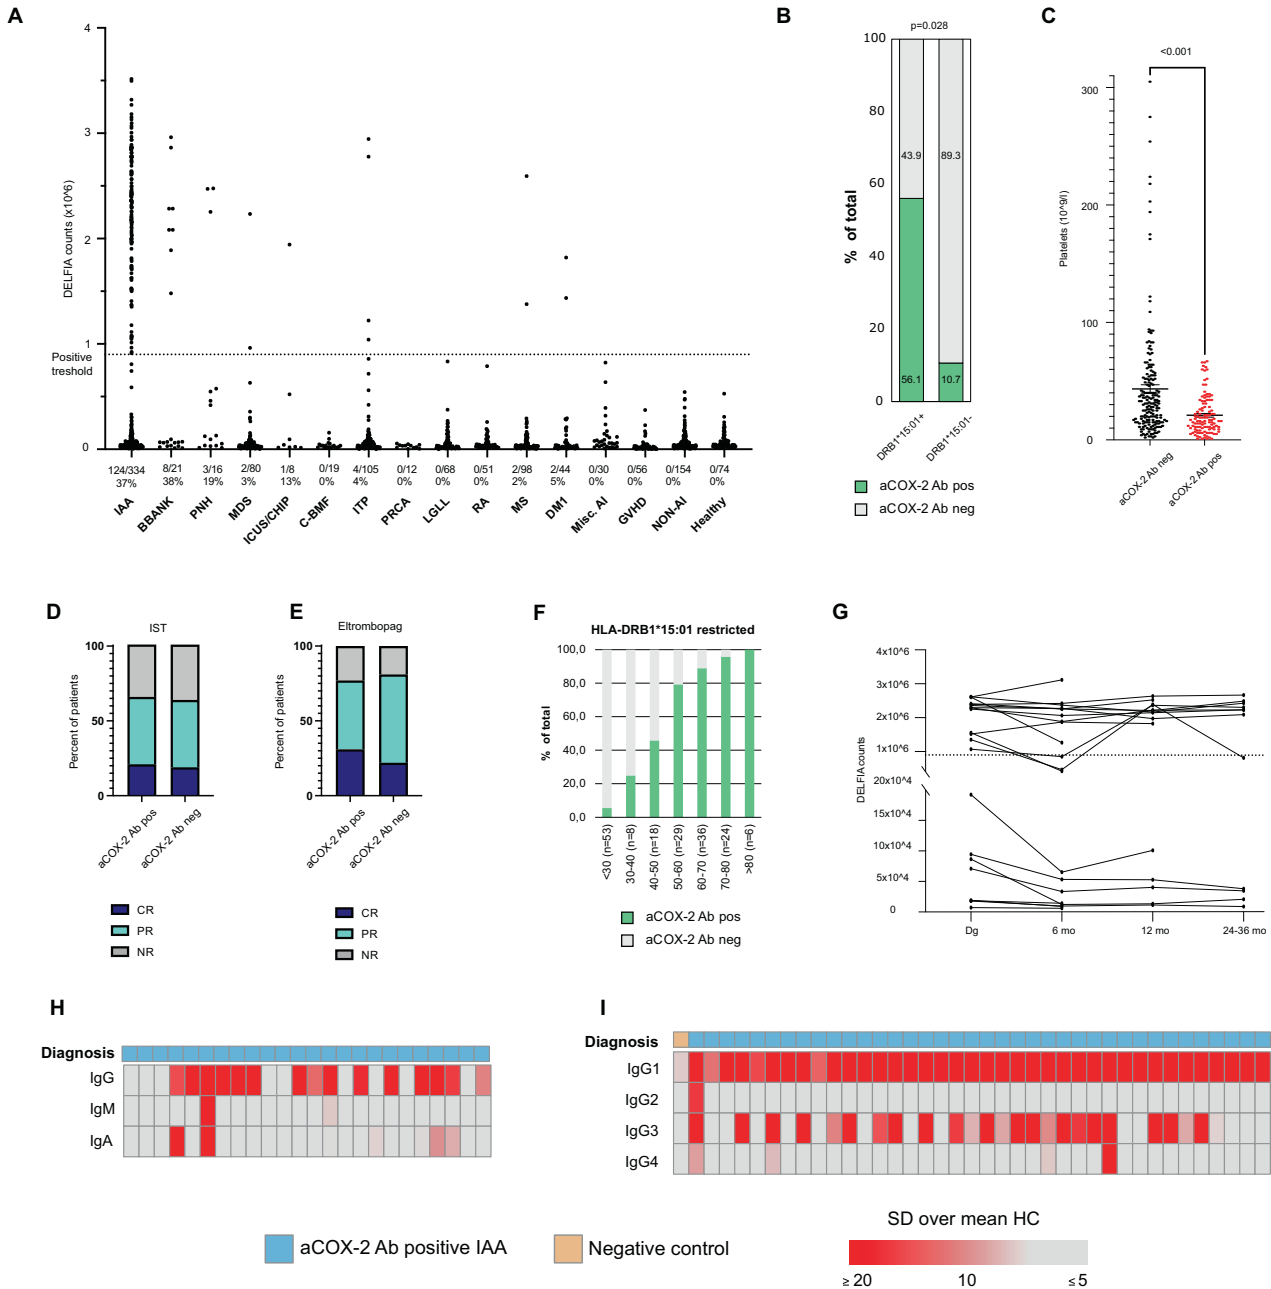 A
4
3
2
1
0
DELFIA counts (x10^6)
Positive
treshold
124/334 8/21 3/16 2/80 1/8 0/19 4/105 0/12 0/68 0/51 2/98 2/44 0/30 0/56 0/154 0/74
37% 38% 19% 3% 13% 0% 4% 0% 0% 0% 2% 5% 0% 0% 0% 0%
IAA BBANK PNH MDS ICUS/CHIP C-BMF ITP PRCA LGLL RA MS DM1 Misc. AI GVHD NON-AI Healthy
B
p=0.028
100
80
60
40
20
0
% of total
43.9 89.3
56.1 10.7
DRB1*15:01+ DRB1*15:01-
aCOX-2 Ab pos
aCOX-2 Ab neg
C
<0.001
300
200
100
0
Platelets (10^9/l)
aCOX-2 Ab neg aCOX-2 Ab pos
D
IST
100
50
0
Percent of patients
aCOX-2 Ab pos aCOX-2 Ab neg
CR
PR
NR
E
Eltrombopag
100
50
0
Percent of patients
aCOX-2 Ab pos aCOX-2 Ab neg
CR
PR
NR
F
HLA-DRB1*15:01 restricted
100,0
80,0
60,0
40,0
20,0
0,0
% of total
<30 (n=53) 30-40 (n=8) 40-50 (n=18) 50-60 (n=29) 60-70 (n=36) 70-80 (n=24) >80 (n=6)
aCOX-2 Ab pos
aCOX-2 Ab neg
G
4x10^6
3x10^6
2x10^6
1x10^6
20x10^4
15x10^4
10x10^4
5x10^4
0
DELFIA counts
Dg 6 mo 12 mo 24-36 mo
H
Diagnosis
IgG
IgM
IgA
I
Diagnosis
IgG1
IgG2
IgG3
IgG4
aCOX-2 Ab positive IAA
Negative control
SD over mean HC
≥ 20 10 ≤ 5